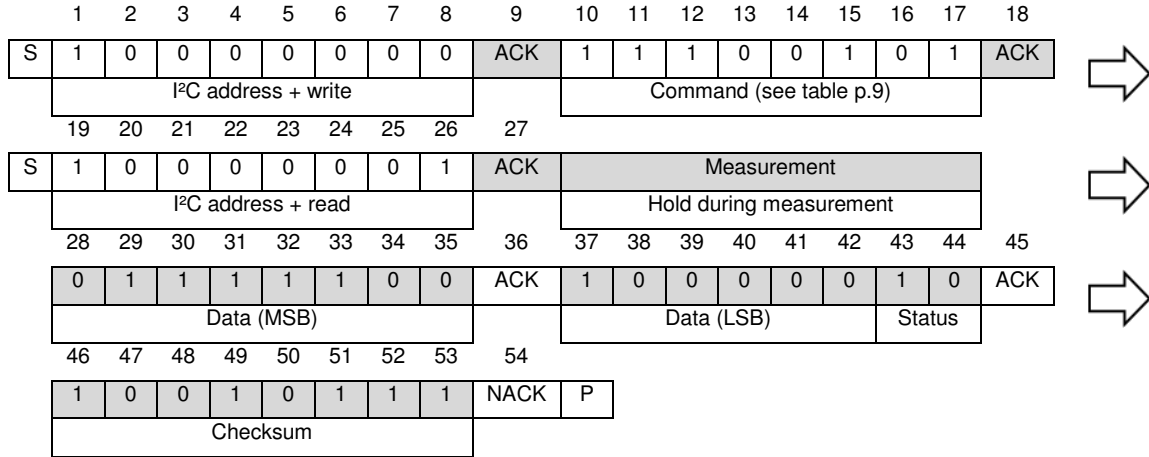 1 2 3 4 5 6 7 8 9 10 11 12 13 14 15 16 17 18
S 1 0 0 0 0 0 0 0 ACK 1 1 1 0 0 1 0 1 ACK
I²C address + write Command (see table p.9)
19 20 21 22 23 24 25 26 27
S 1 0 0 0 0 0 0 1 ACK Measurement
I²C address + read Hold during measurement
28 29 30 31 32 33 34 35 36 37 38 39 40 41 42 43 44 45
0 1 1 1 1 1 0 0 ACK 1 0 0 0 0 0 1 0 ACK
Data (MSB) Data (LSB) Status
46 47 48 49 50 51 52 53 54
1 0 0 1 0 1 1 1 NACK P
Checksum